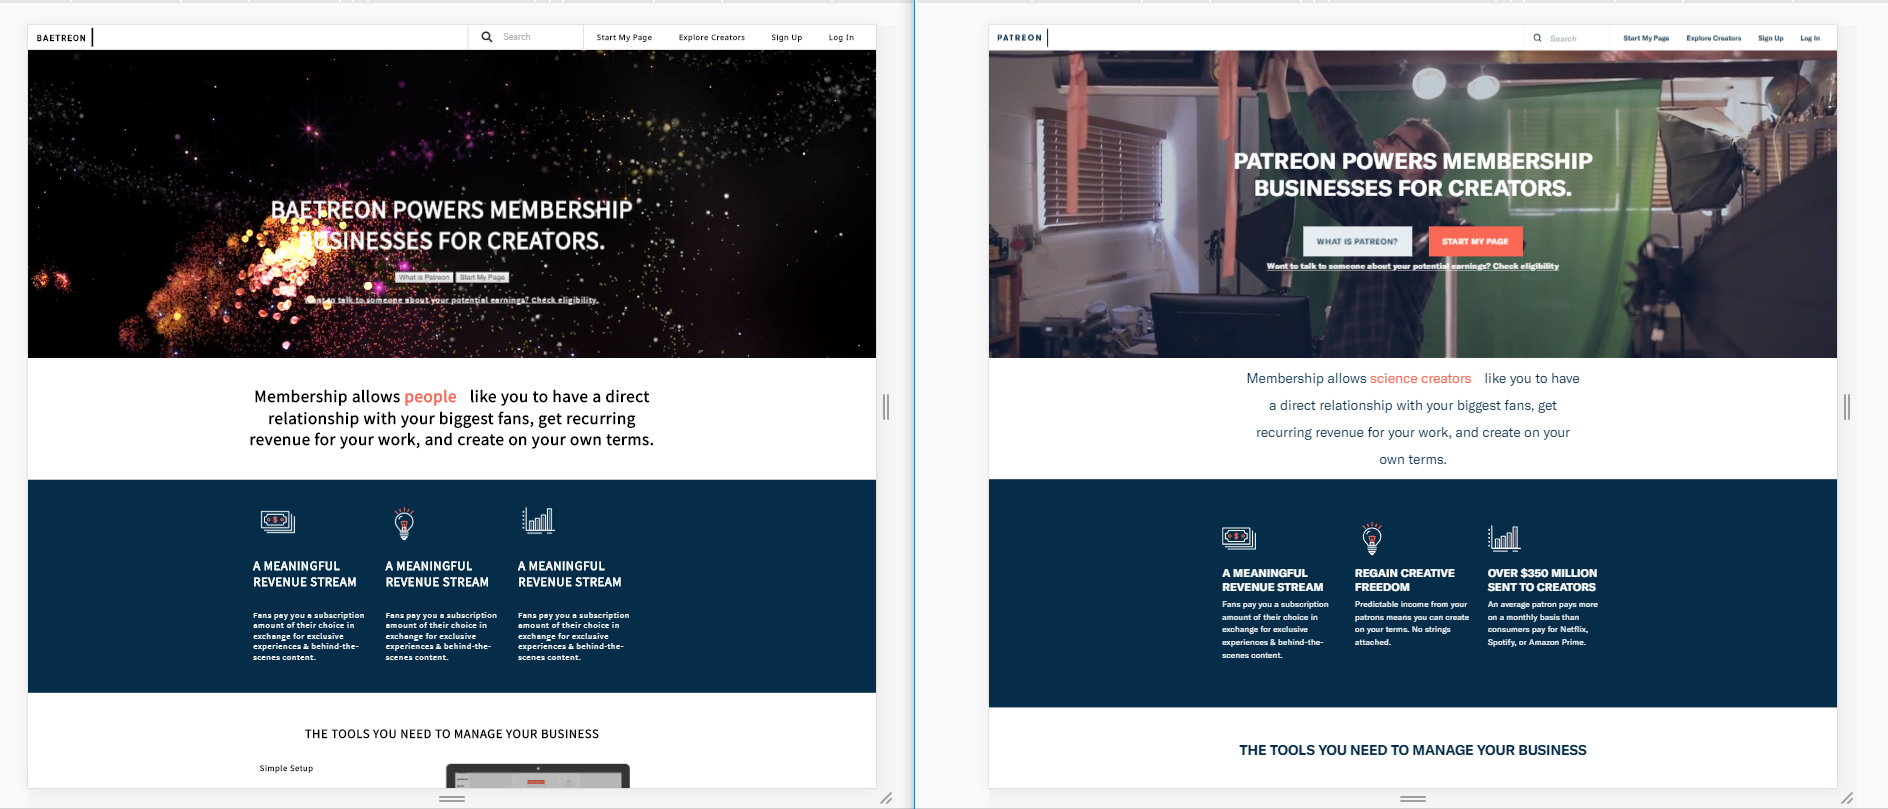 BAETREON
Search
Start My Page
Explore Creators
Sign Up
Log In
BAETREON POWERS MEMBERSHIP
BUSINESSES FOR CREATORS.
What is Patreon
Start My Page
Want to talk to someone about your potential earnings? Check eligibility.
Membership allows people like you to have a direct
relationship with your biggest fans, get recurring
revenue for your work, and create on your own terms.
A MEANINGFUL
REVENUE STREAM
Fans pay you a subscription
amount of their choice in
exchange for exclusive
experiences & behind-the-
scenes content.
A MEANINGFUL
REVENUE STREAM
Fans pay you a subscription
amount of their choice in
exchange for exclusive
experiences & behind-the-
scenes content.
A MEANINGFUL
REVENUE STREAM
Fans pay you a subscription
amount of their choice in
exchange for exclusive
experiences & behind-the-
scenes content.
THE TOOLS YOU NEED TO MANAGE YOUR BUSINESS
Simple Setup
PATREON
Search
Start My Page
Explore Creators
Sign Up
Log In
PATREON POWERS MEMBERSHIP
BUSINESSES FOR CREATORS.
WHAT IS PATREON?
START MY PAGE
Want to talk to someone about your potential earnings? Check eligibility
Membership allows science creators like you to have
a direct relationship with your biggest fans, get
recurring revenue for your work, and create on your
own terms.
A MEANINGFUL
REVENUE STREAM
Fans pay you a subscription
amount of their choice in
exchange for exclusive
experiences & behind-the-
scenes content.
REGAIN CREATIVE
FREEDOM
Predictable income from your
patrons means you can create
on your terms. No strings
attached.
OVER $350 MILLION
SENT TO CREATORS
An average patron pays more
on a monthly basis than
consumers pay for Netflix,
Spotify, or Amazon Prime.
THE TOOLS YOU NEED TO MANAGE YOUR BUSINESS